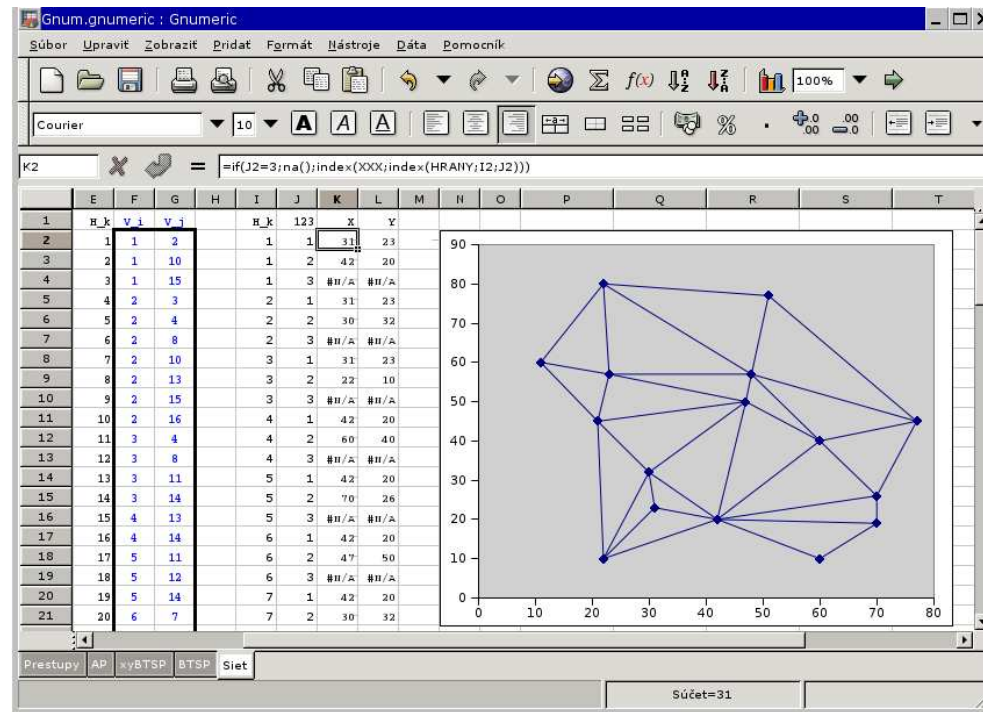 Gnum.gnumeric : Gnumeric
Súbor Upraviť Zobraziť Pridať Formát Nástroje Dáta Pomocník
f(x) 100%
Courier 10 A A A
K2 = =if(J2=3;na();index(XXX;index(HRANY;I2;J2)))
E F G H I J K L M N O P Q R S T
1 H_k V_i V_j H_k 123 X Y
2 1 1 2 1 1 31 23
3 2 1 10 1 2 42 20
4 3 1 15 1 3 #N/A #N/A
5 4 2 3 2 1 31 23
6 5 2 4 2 2 30 32
7 6 2 8 2 3 #N/A #N/A
8 7 2 10 3 1 31 23
9 8 2 13 3 2 22 10
10 9 2 15 3 3 #N/A #N/A
11 10 2 16 4 1 42 20
12 11 3 4 4 2 60 40
13 12 3 8 4 3 #N/A #N/A
14 13 3 11 5 1 42 20
15 14 3 14 5 2 70 26
16 15 4 13 5 3 #N/A #N/A
17 16 4 14 6 1 42 20
18 17 5 11 6 2 47 50
19 18 5 12 6 3 #N/A #N/A
20 19 5 14 7 1 42 20
21 20 6 7 7 2 30 32
90
80
70
60
50
40
30
20
10
0
0 10 20 30 40 50 60 70 80
Prestupy AP xyBTSP BTSP Siet
Súčet=31